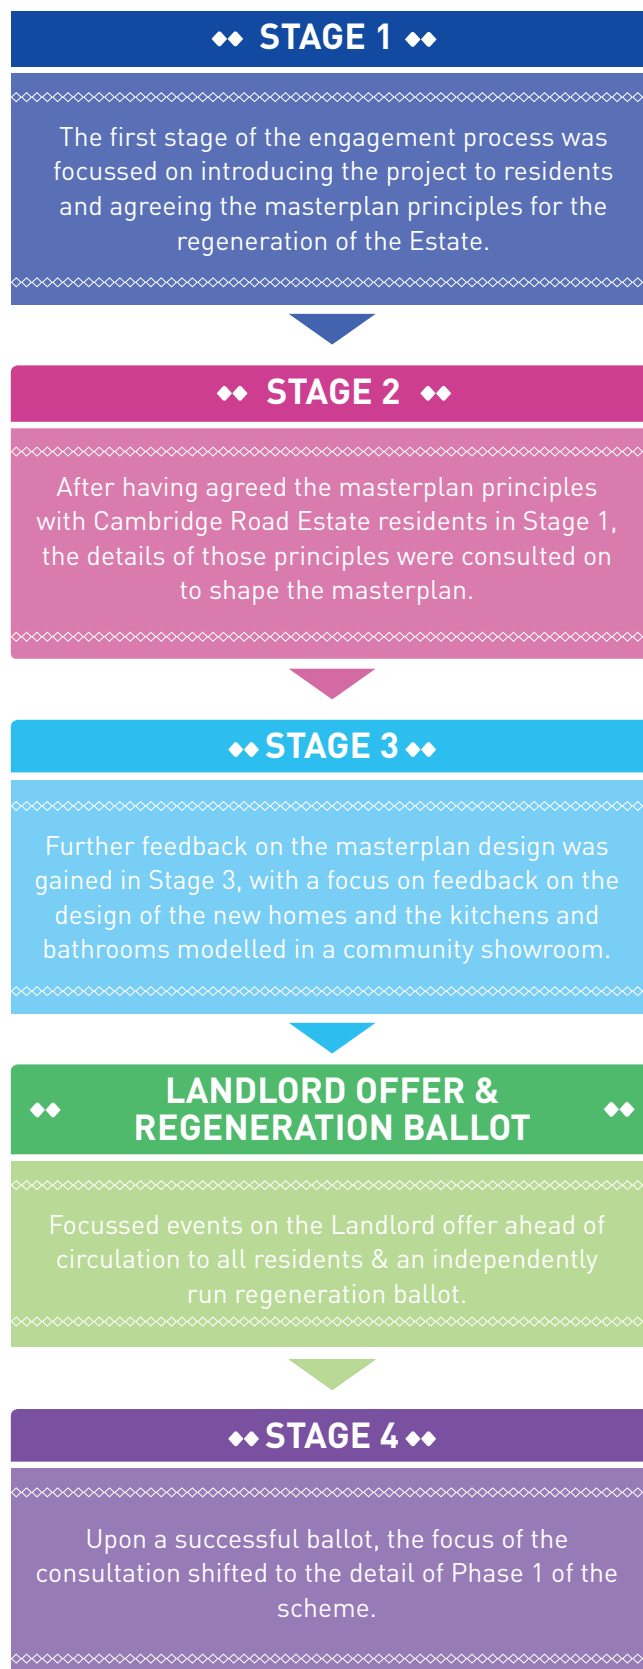 STAGE 1
The first stage of the engagement process was
focussed on introducing the project to residents
and agreeing the masterplan principles for the
regeneration of the Estate.
STAGE 2
After having agreed the masterplan principles
with Cambridge Road Estate residents in Stage 1,
the details of those principles were consulted on
to shape the masterplan.
STAGE 3
Further feedback on the masterplan design was
gained in Stage 3, with a focus on feedback on the
design of the new homes and the kitchens and
bathrooms modelled in a community showroom.
LANDLORD OFFER &
REGENERATION BALLOT
Focussed events on the Landlord offer ahead of
circulation to all residents & an independently
run regeneration ballot.
STAGE 4
Upon a successful ballot, the focus of the
consultation shifted to the detail of Phase 1 of the
scheme.